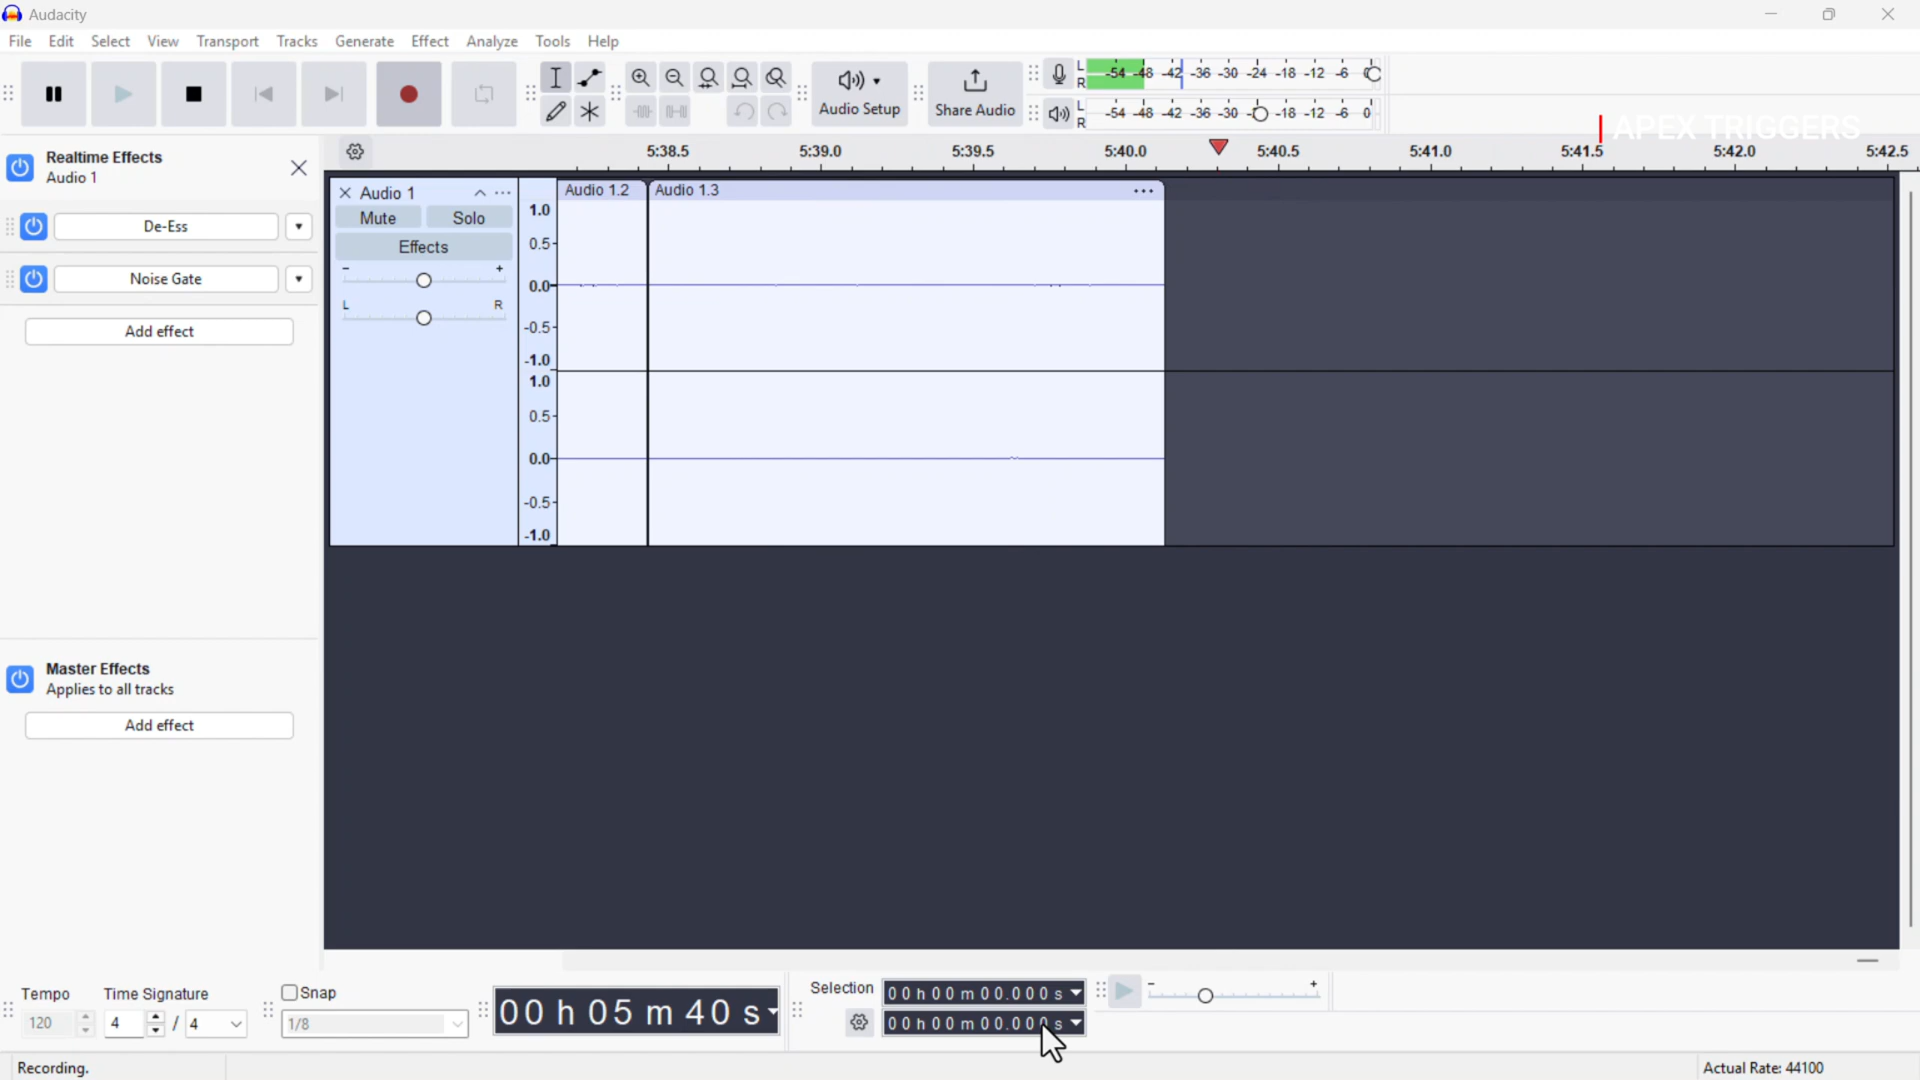 Audacity
File Edit Select View Transport Tracks Generate Effect Analyze Tools Help
Audio Setup
Share Audio
L R -54 -48 -42 -36 -30 -24 -18 -12 -6 0
L R -54 -48 -42 -36 -30 -18 -12 -6 0
APEX TRIGGERS
Realtime Effects
Audio 1
5:38.5 5:39.0 5:39.5 5:40.0 5:40.5 5:41.0 5:41.5 5:42.0 5:42.5
De-Ess
Noise Gate
Add effect
Audio 1
Mute Solo
Effects
- +
L R
1.0
0.5
0.0
-0.5
-1.0
1.0
0.5
0.0
-0.5
-1.0
Audio 1.2 Audio 1.3
Master Effects
Applies to all tracks
Add effect
Tempo
120
Time Signature
4 / 4
Snap
1/8
00 h 05 m 40 s
Selection
00 h 00 m 00.000 s
00 h 00 m 00.000 s
- +
Recording.
Actual Rate: 44100